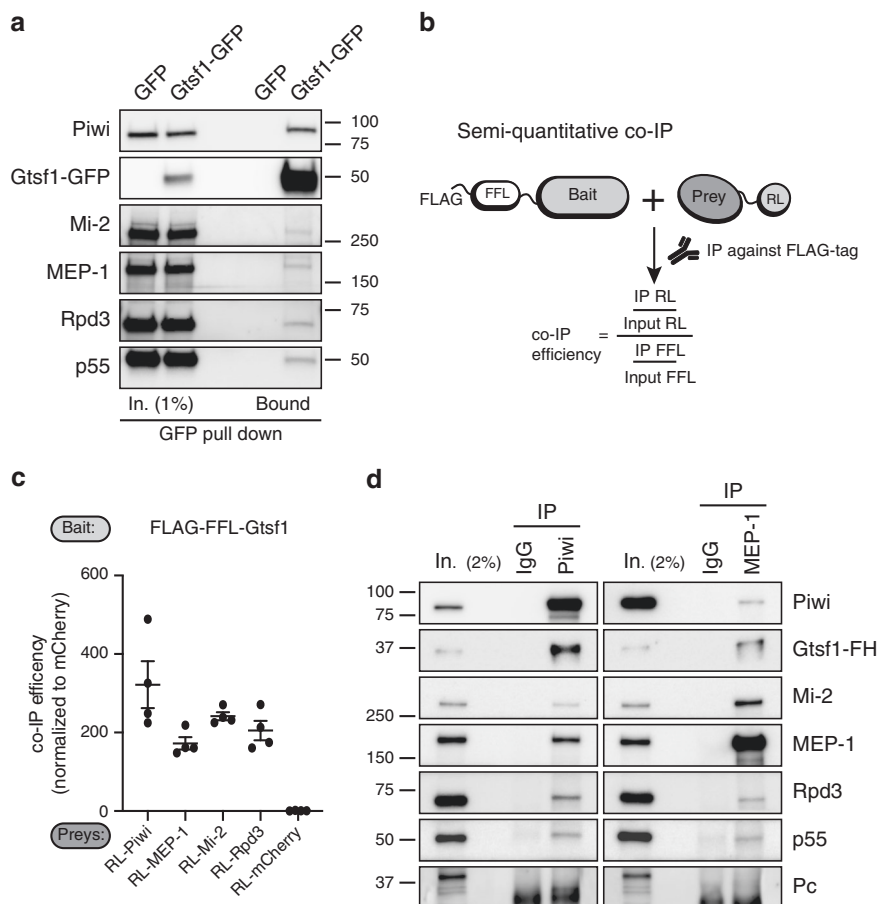 a
GFP
Gtsf1-GFP
GFP
Gtsf1-GFP
Piwi
100
75
Gtsf1-GFP
50
Mi-2
250
MEP-1
150
Rpd3
75
p55
50
In. (1%)
Bound
GFP pull down
b
Semi-quantitative co-IP
FLAG
FFL
Bait
+
Prey
RL
IP against FLAG-tag
co-IP
efficiency
=
IP RL
Input RL
IP FFL
Input FFL
c
Bait:
FLAG-FFL-Gtsf1
co-IP efficency
(normalized to mCherry)
600
400
200
0
Preys:
RL-Piwi
RL-MEP-1
RL-Mi-2
RL-Rpd3
RL-mCherry
d
IP
IP
In. (2%)
IgG
Piwi
In. (2%)
IgG
MEP-1
100
75
Piwi
37
Gtsf1-FH
250
Mi-2
150
MEP-1
75
Rpd3
50
p55
37
Pc